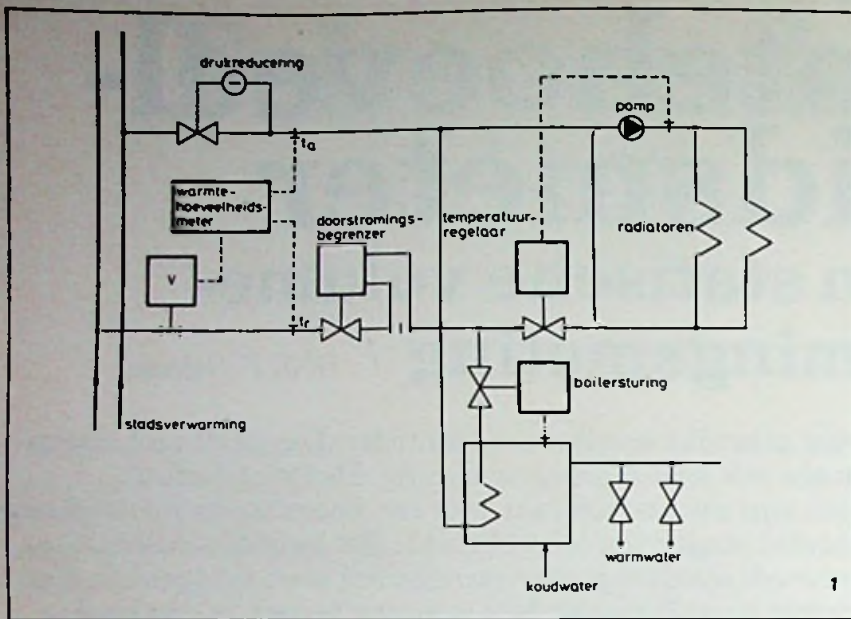 drukreducering
pomp
ta
warmte-
hoeveelheids-
meter
doorstromings-
begrenzer
temperatuur-
regelaar
radiatoren
V
tr
boilersturing
stadsverwarming
warmwater
koudwater
1